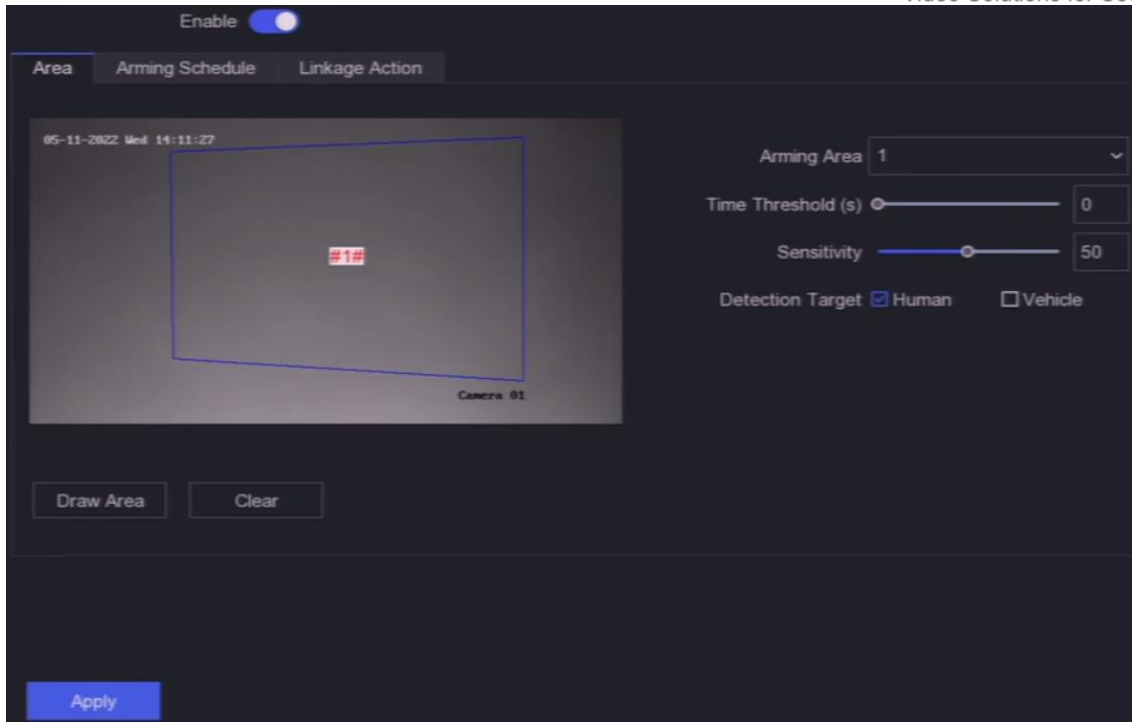 Enable
Area Arming Schedule Linkage Action
05-11-2022 Wed 14:11:27
Arming Area 1
Time Threshold (s) 0
#1#
Sensitivity 50
Detection Target Human Vehicle
Camera 01
Draw Area Clear
Apply